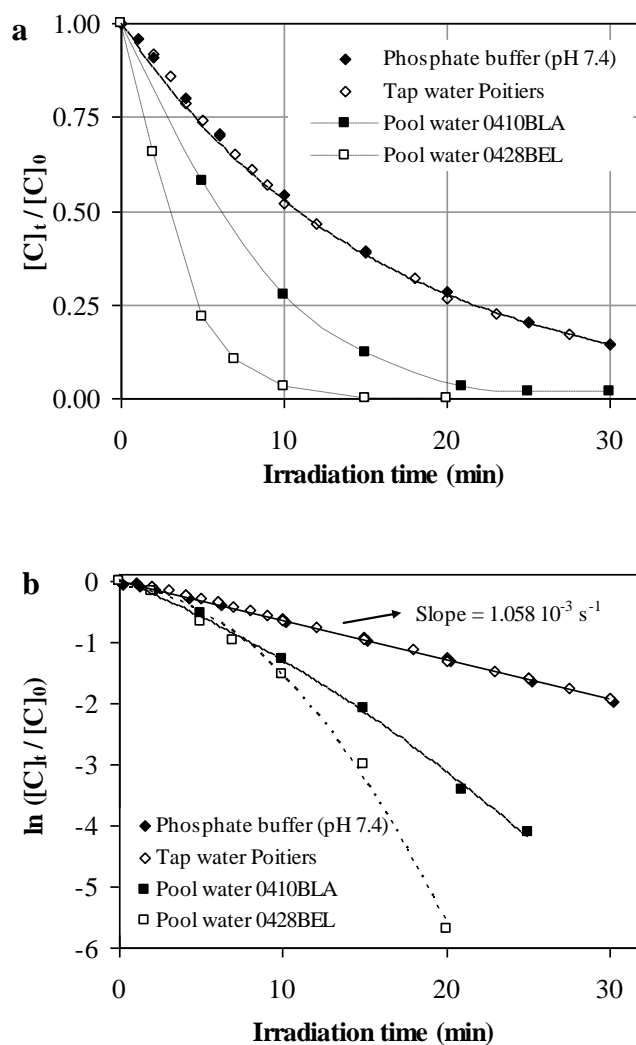 a
1.00
0.75
0.50
0.25
0.00
[C]t / [C]0
Phosphate buffer (pH 7.4)
Tap water Poitiers
Pool water 0410BLA
Pool water 0428BEL
0 10 20 30
Irradiation time (min)
b
0
-1
-2
-3
-4
-5
-6
ln ([C]t / [C]0)
Slope = 1.058 10⁻³ s⁻¹
Phosphate buffer (pH 7.4)
Tap water Poitiers
Pool water 0410BLA
Pool water 0428BEL
0 10 20 30
Irradiation time (min)